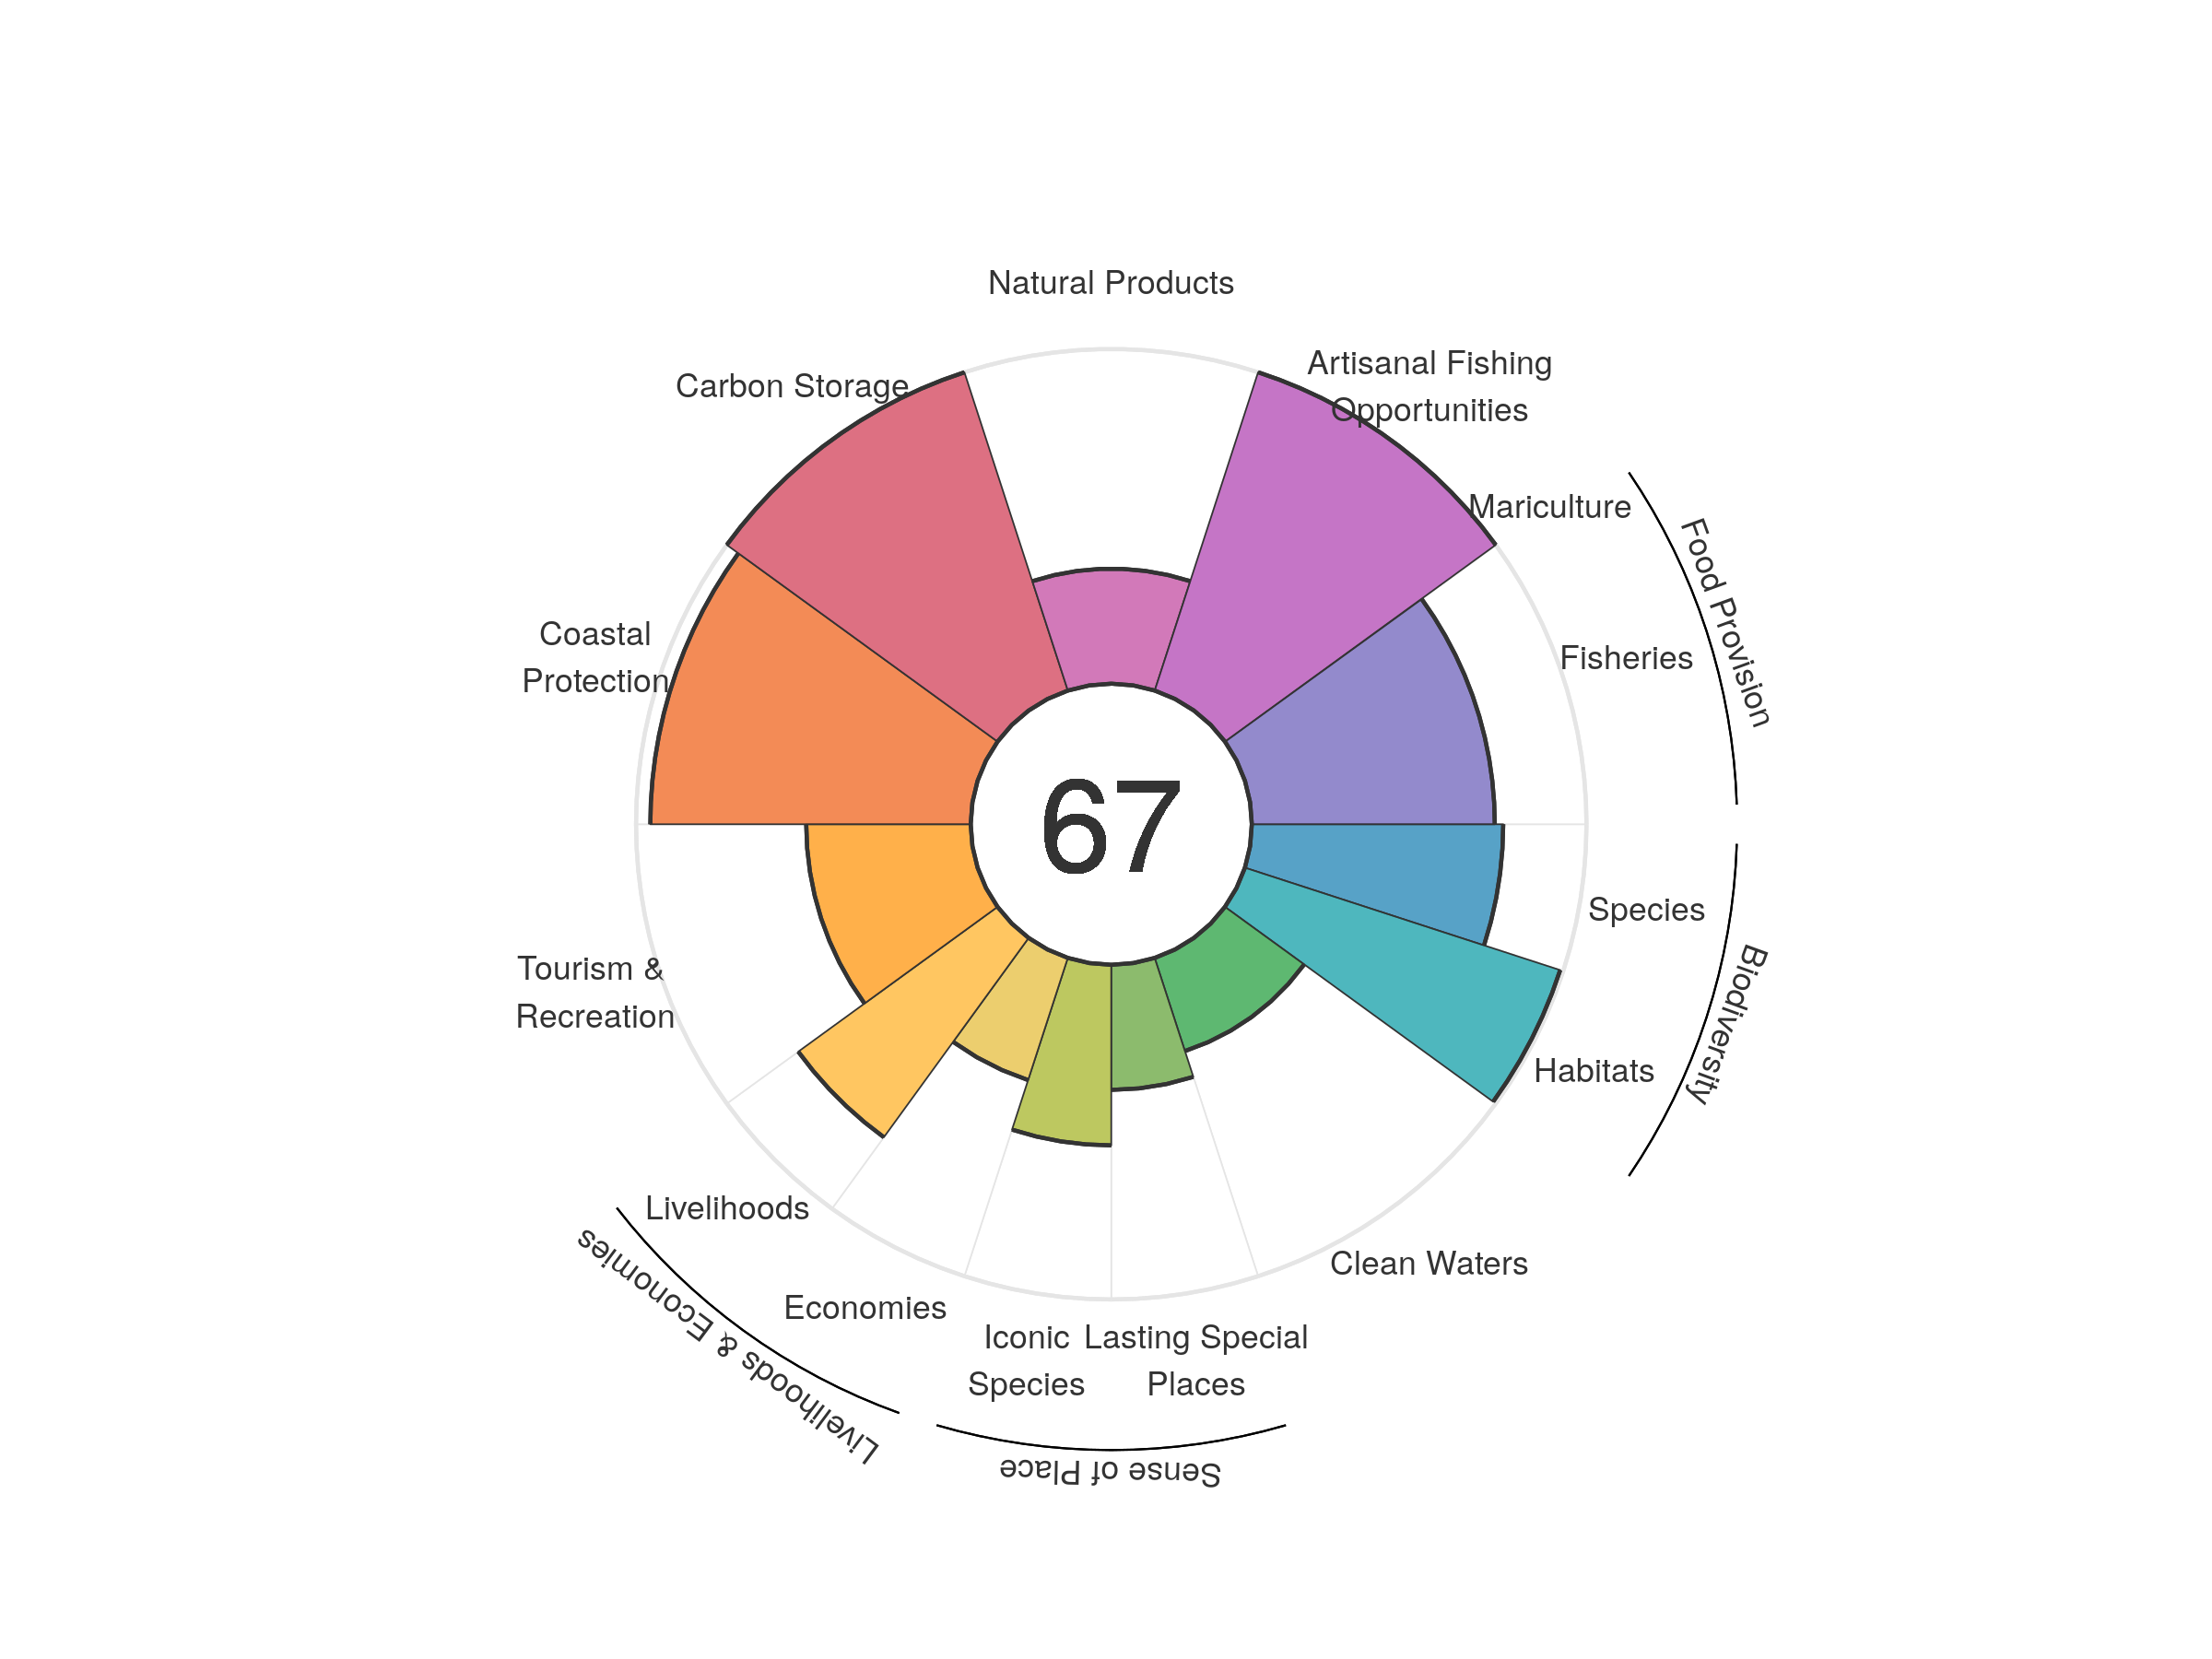 Natural Products
Artisanal Fishing
Opportunities
Carbon Storage
Mariculture
Food Provision
Coastal
Protection
Fisheries
67
Species
Tourism &
Recreation
Biodiversity
Habitats
Livelihoods
Livelihoods & Economies
Clean Waters
Economies
Iconic
Species
Lasting Special
Places
Sense of Place